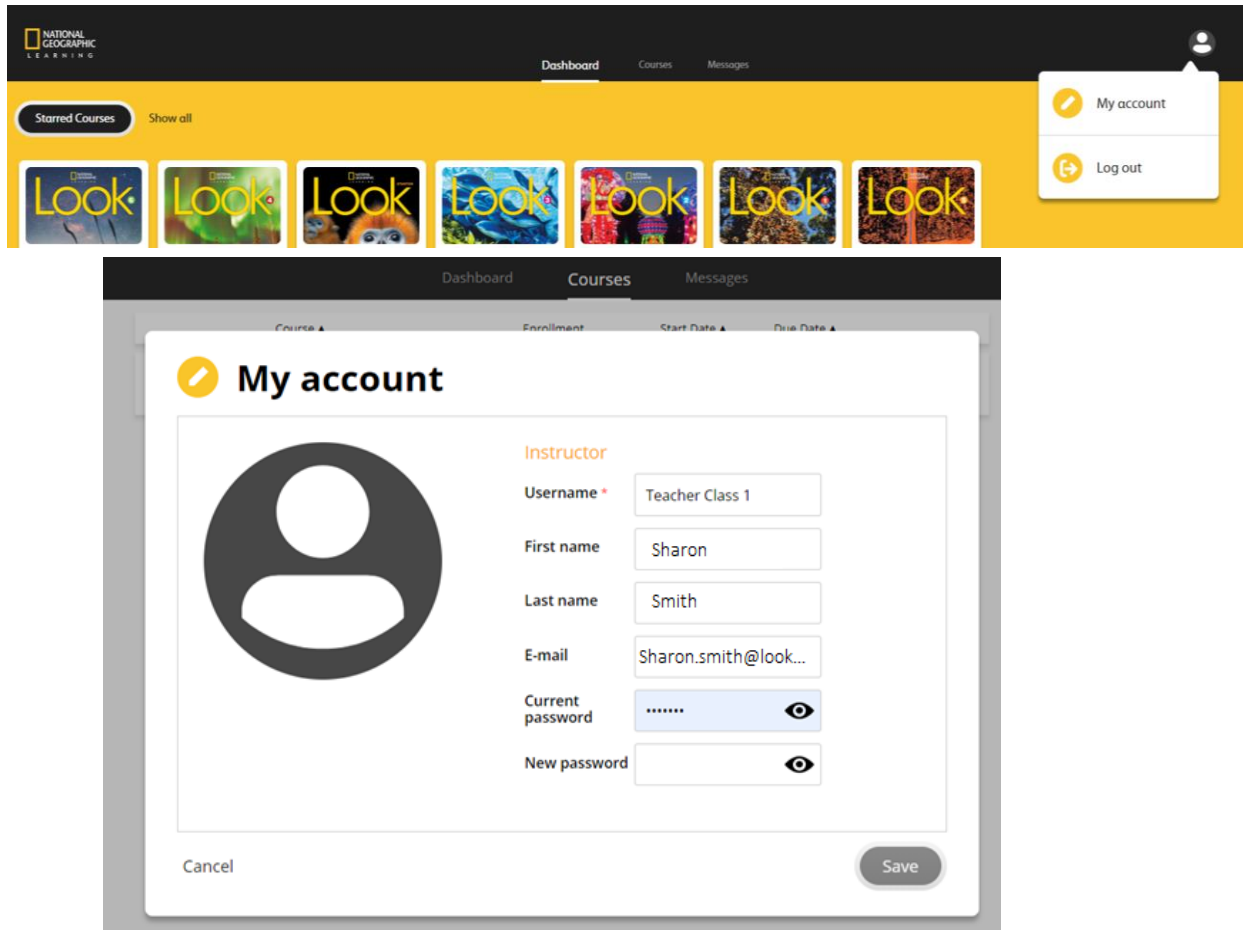 NATIONAL
GEOGRAPHIC
LEARNING
Dashboard Courses Messages
My account
Log out
Starred Courses Show all
Look Look Look Look Look Look Look
Dashboard Courses Messages
Course ▲ Enrollment Start Date ▲ Due Date ▲
My account
Instructor
Username * Teacher Class 1
First name Sharon
Last name Smith
E-mail Sharon.smith@look...
Current
password •••••••
New password
Cancel Save